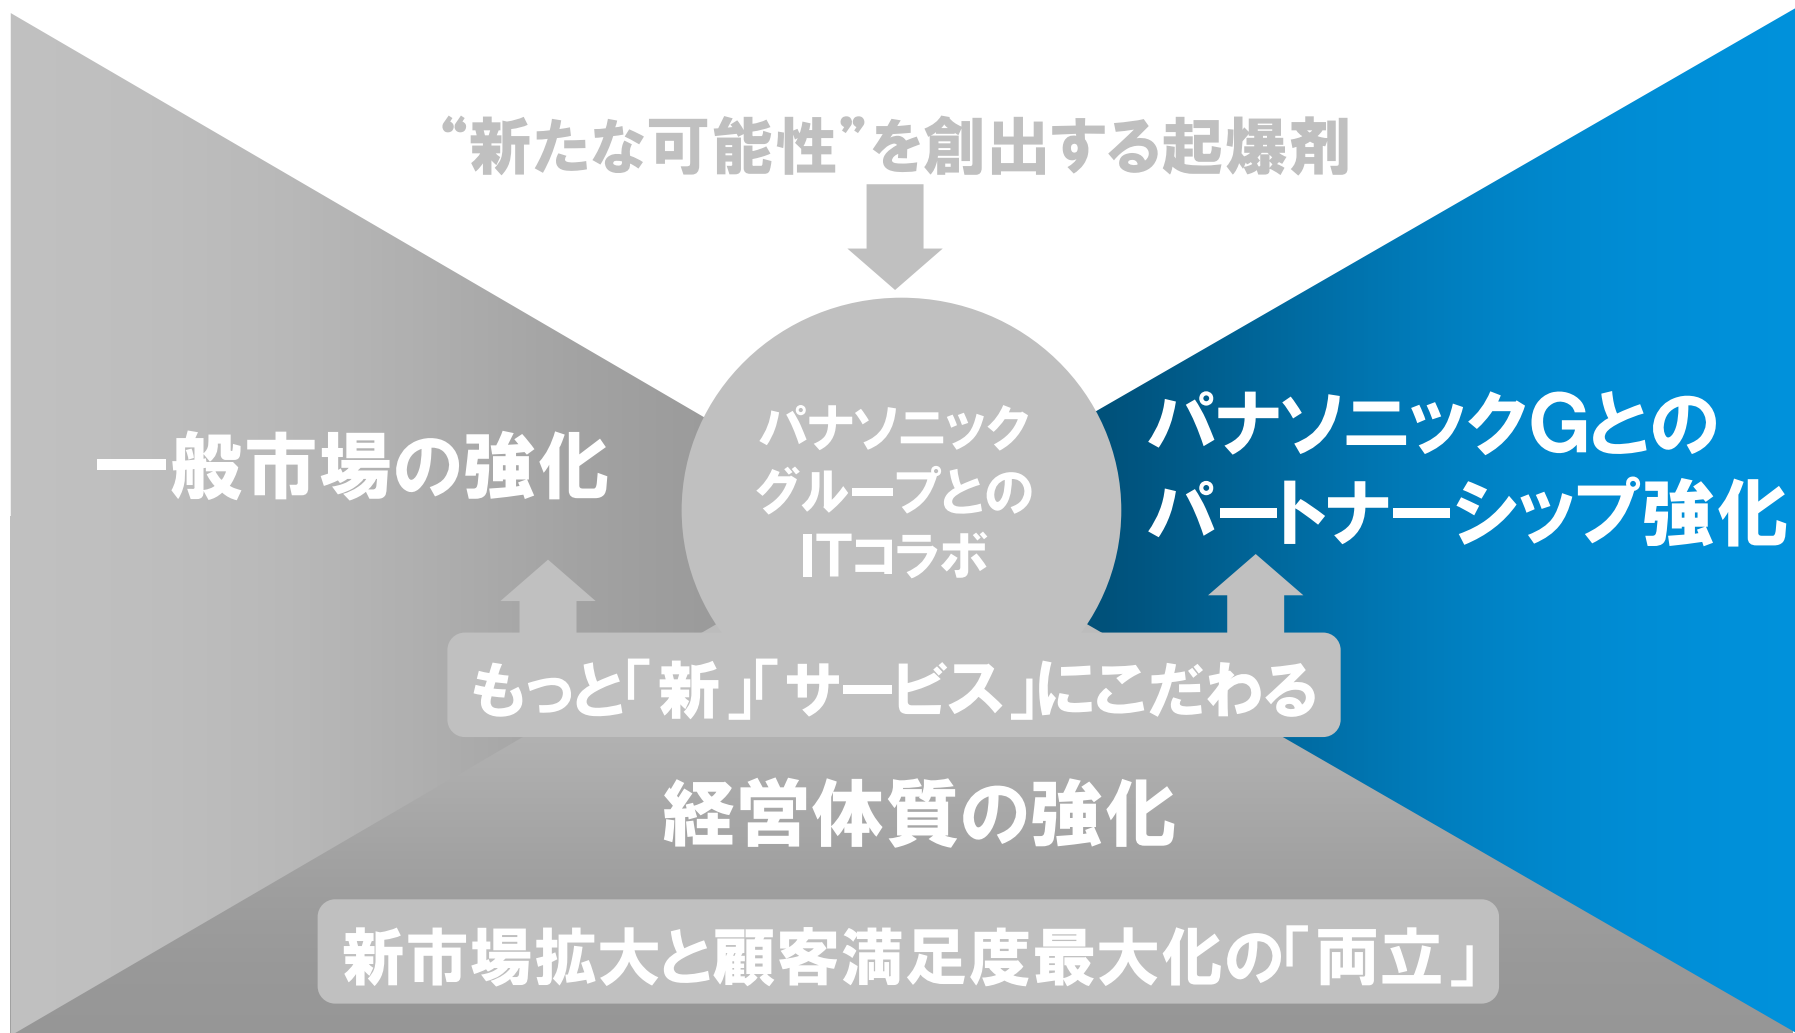 “新たな可能性”を創出する起爆剤
一般市場の強化
パナソニック
グループとの
ITコラボ
パナソニックGとの
パートナーシップ強化
もっと「新」「サービス」にこだわる
経営体質の強化
新市場拡大と顧客満足度最大化の「両立」